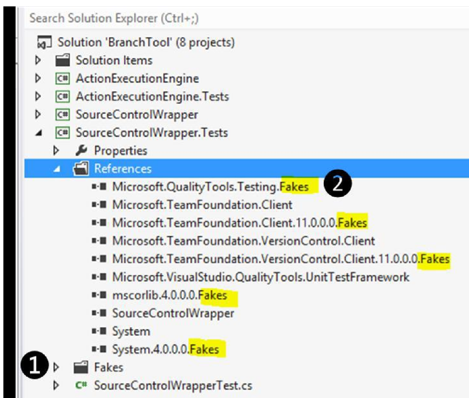 Search Solution Explorer (Ctrl+;)
Solution 'BranchTool' (8 projects)
Solution Items
C# ActionExecutionEngine
C# ActionExecutionEngine.Tests
C# SourceControlWrapper
C# SourceControlWrapper.Tests
Properties
References
Microsoft.QualityTools.Testing.Fakes 2
Microsoft.TeamFoundation.Client
Microsoft.TeamFoundation.Client.11.0.0.0.Fakes
Microsoft.TeamFoundation.VersionControl.Client
Microsoft.TeamFoundation.VersionControl.Client.11.0.0.0.Fakes
Microsoft.VisualStudio.QualityTools.UnitTestFramework
mscorlib.4.0.0.0.Fakes
SourceControlWrapper
System
System.4.0.0.0.Fakes
1 Fakes
C# SourceControlWrapperTest.cs